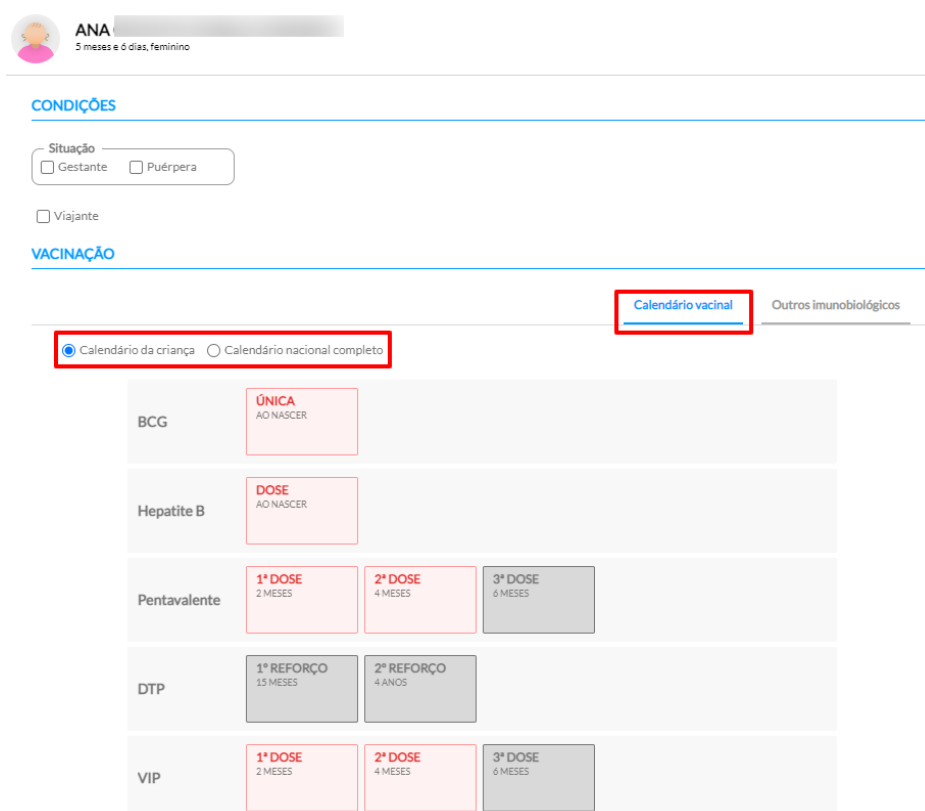 ANA
5 meses e 6 dias, feminino
CONDIÇÕES
Situação
Gestante Puérpera
Viajante
VACINAÇÃO
Calendário vacinal Outros imunobiológicos
Calendário da criança Calendário nacional completo
BCG
ÚNICA
AO NASCER
Hepatite B
DOSE
AO NASCER
Pentavalente
1ª DOSE 2ª DOSE 3ª DOSE
2 MESES 4 MESES 6 MESES
DTP
1º REFORÇO 2º REFORÇO
15 MESES 4 ANOS
VIP
1ª DOSE 2ª DOSE 3ª DOSE
2 MESES 4 MESES 6 MESES